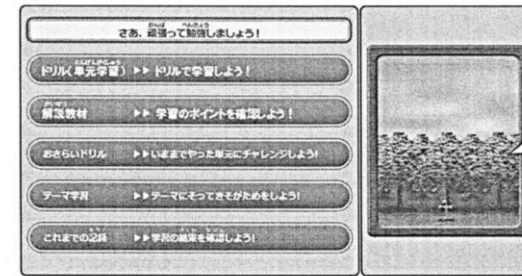 さあ、頑張って勉強しましょう！
ドリル(単元学習) ▶▶ ドリルで学習しよう！
解説教材 ▶▶ 学習のポイントを確認しよう！
おさらいドリル ▶▶いままでやった単元にチャレンジしよう!
テーマ学習 ▶▶テーマにそってきそがためをしよう!
これまでの記録 ▶▶学習の結果を確認しよう!